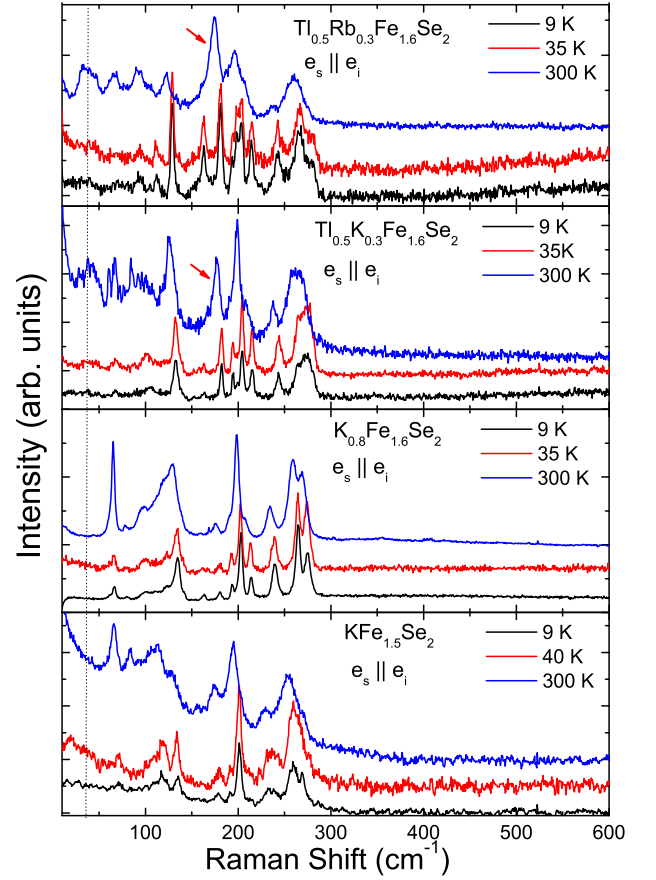 Tl0.5Rb0.3Fe1.6Se2
es || ei
9 K
35 K
300 K
Tl0.5K0.3Fe1.6Se2
es || ei
9 K
35K
300 K
K0.8Fe1.6Se2
es || ei
9 K
35 K
300 K
KFe1.5Se2
es || ei
9 K
40 K
300 K
Intensity (arb. units)
100 200 300 400 500 600
Raman Shift (cm-1)